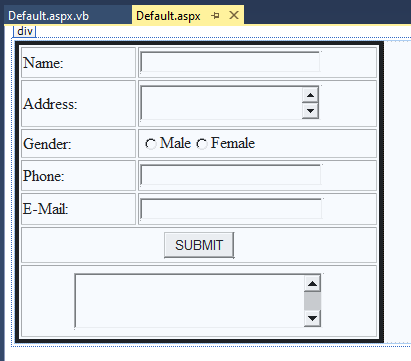 Default.aspx.vb Default.aspx
div
Name:
Address:
Gender: Male Female
Phone:
E-Mail:
SUBMIT